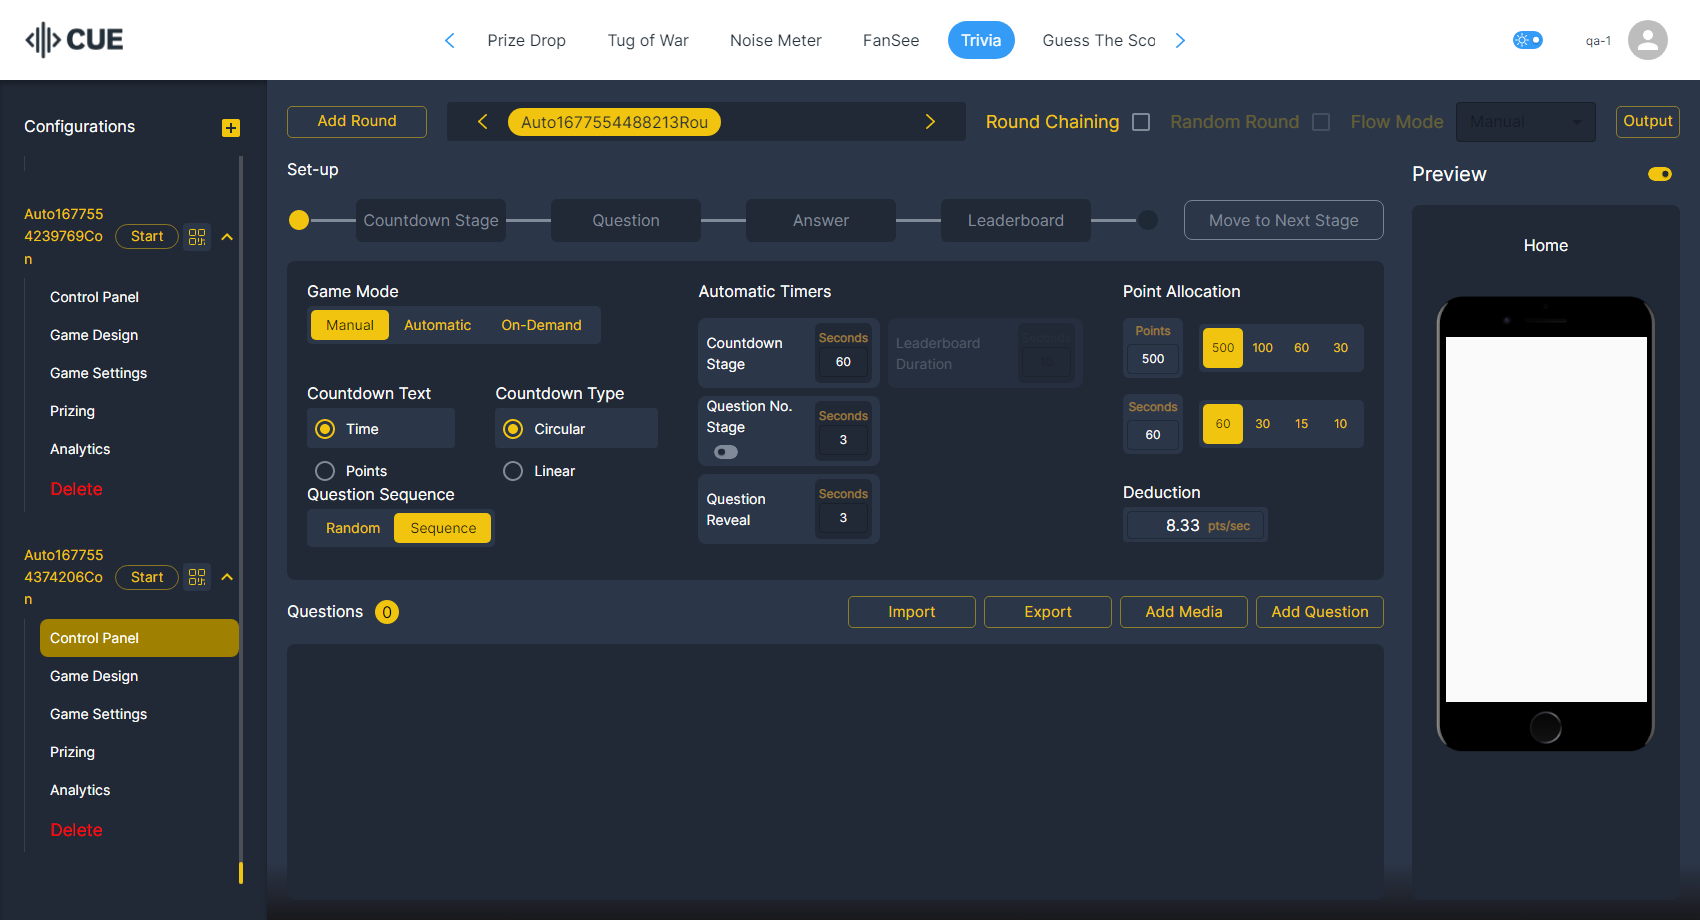 CUE
Prize Drop
Tug of War
Noise Meter
FanSee
Trivia
Guess The Sco
qa-1
Configurations
Auto167755
4239769Co
n
Start
Control Panel
Game Design
Game Settings
Prizing
Analytics
Delete
Auto167755
4374206Co
n
Start
Control Panel
Game Design
Game Settings
Prizing
Analytics
Delete
Add Round
Auto1677554488213Rou
Round Chaining
Random Round
Flow Mode
Manual
Output
Set-up
Countdown Stage
Question
Answer
Leaderboard
Move to Next Stage
Game Mode
Manual
Automatic
On-Demand
Countdown Text
Time
Points
Countdown Type
Circular
Linear
Question Sequence
Random
Sequence
Automatic Timers
Countdown
Stage
Seconds
60
Leaderboard
Duration
Seconds
10
Question No.
Stage
Seconds
3
Question
Reveal
Seconds
3
Point Allocation
Points
500
500
100
60
30
Seconds
60
60
30
15
10
Deduction
8.33 pts/sec
Questions
0
Import
Export
Add Media
Add Question
Preview
Home